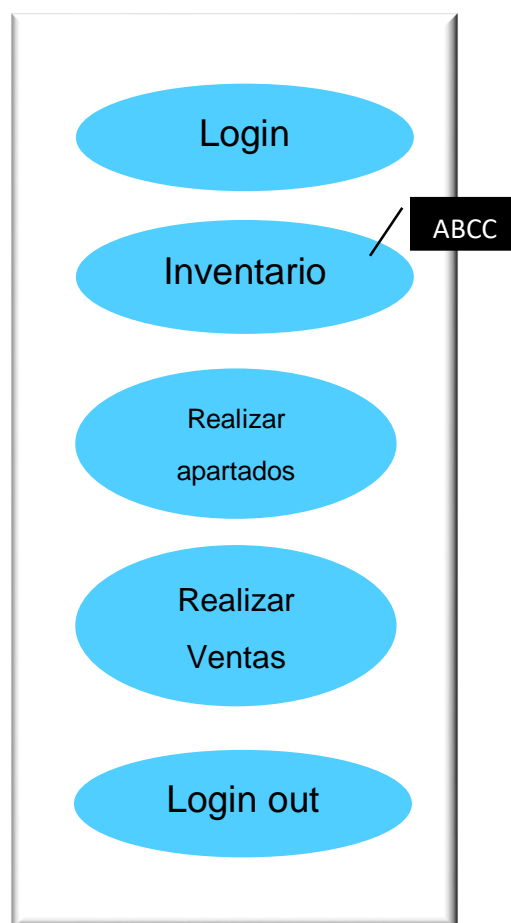 Login
ABCC
Inventario
Realizar
apartados
Realizar
Ventas
Login out